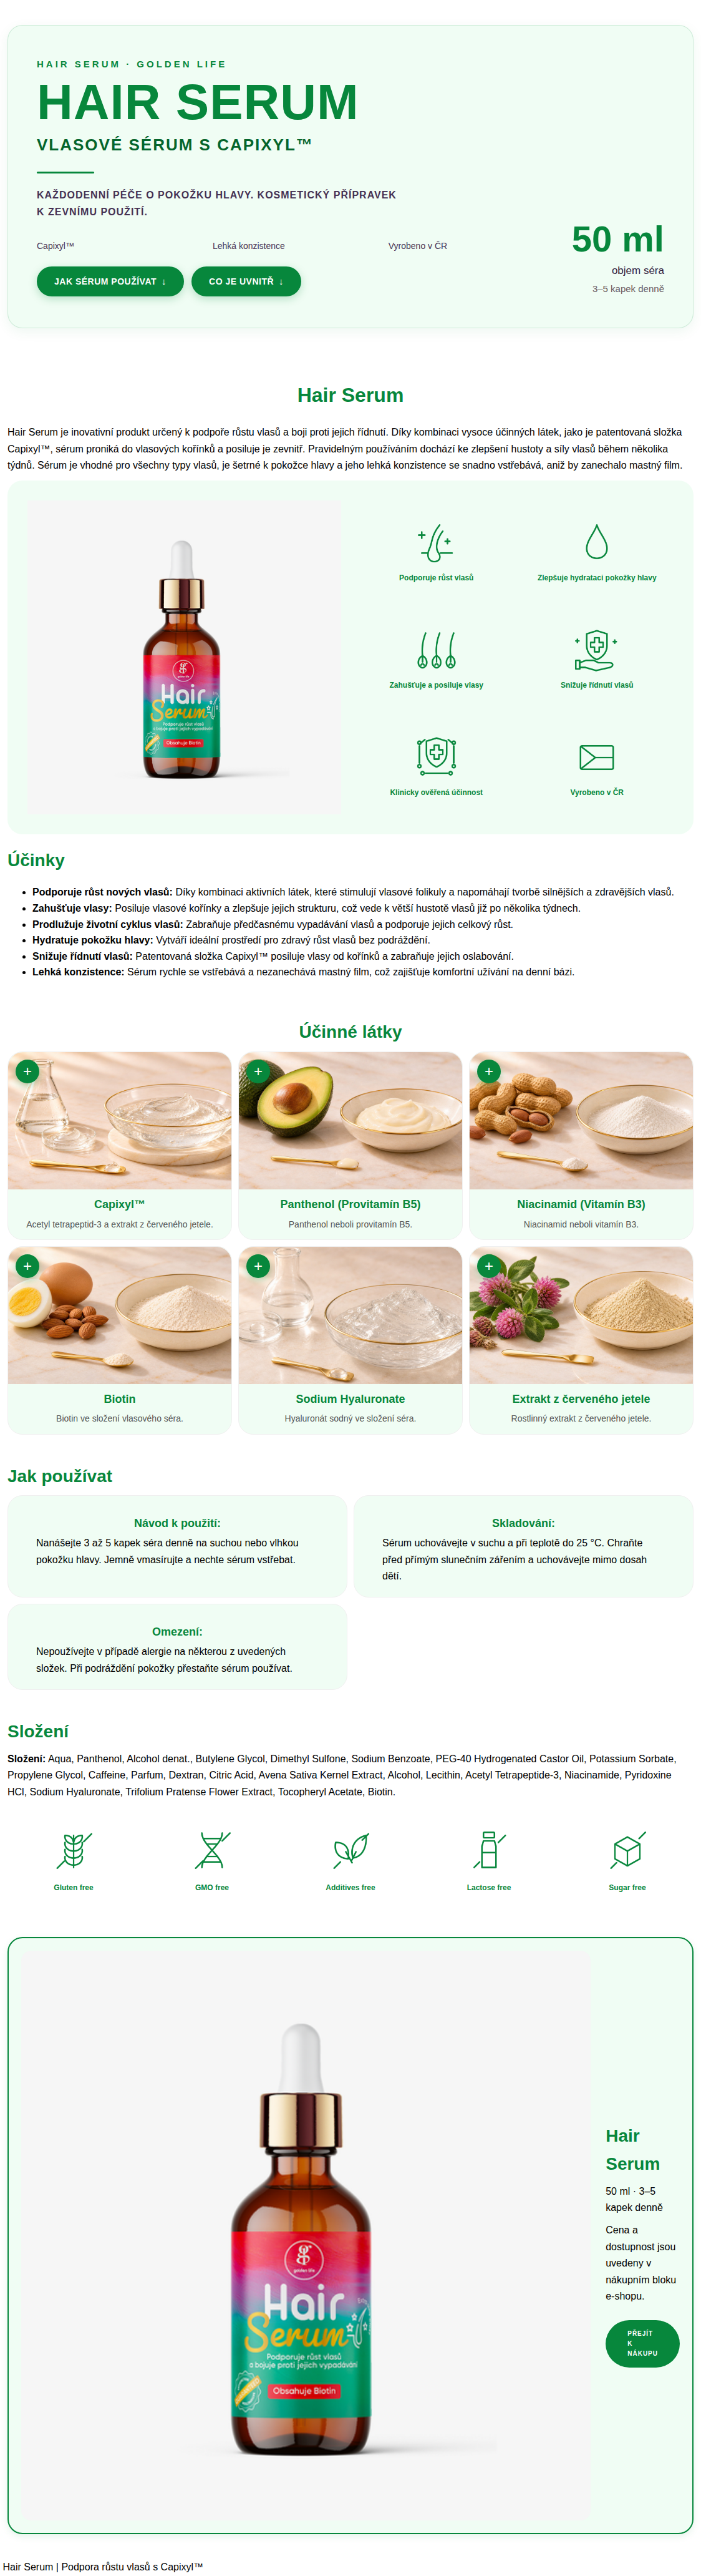 HAIR SERUM · GOLDEN LIFE
HAIR SERUM
VLASOVÉ SÉRUM S CAPIXYL™
KAŽDODENNÍ PÉČE O POKOŽKU HLAVY. KOSMETICKÝ PŘÍPRAVEK
K ZEVNÍMU POUŽITÍ.
Capixyl™
Lehká konzistence
Vyrobeno v ČR
JAK SÉRUM POUŽÍVAT ↓
CO JE UVNITŘ ↓
50 ml
objem séra
3–5 kapek denně
Hair Serum
Hair Serum je inovativní produkt určený k podpoře růstu vlasů a boji proti jejich řídnutí. Díky kombinaci vysoce účinných látek, jako je patentovaná složka
Capixyl™, sérum proniká do vlasových kořínků a posiluje je zevnitř. Pravidelným používáním dochází ke zlepšení hustoty a síly vlasů během několika
týdnů. Sérum je vhodné pro všechny typy vlasů, je šetrné k pokožce hlavy a jeho lehká konzistence se snadno vstřebává, aniž by zanechalo mastný film.
golden life
Hair
Serum
Podporuje růst vlasů
a bojuje proti jejich vypadávání
Obsahuje Biotin
Podporuje růst vlasů
Zlepšuje hydrataci pokožky hlavy
Zahušťuje a posiluje vlasy
Snižuje řídnutí vlasů
Klinicky ověřená účinnost
Vyrobeno v ČR
Účinky
Podporuje růst nových vlasů: Díky kombinaci aktivních látek, které stimulují vlasové folikuly a napomáhají tvorbě silnějších a zdravějších vlasů.
Zahušťuje vlasy: Posiluje vlasové kořínky a zlepšuje jejich strukturu, což vede k větší hustotě vlasů již po několika týdnech.
Prodlužuje životní cyklus vlasů: Zabraňuje předčasnému vypadávání vlasů a podporuje jejich celkový růst.
Hydratuje pokožku hlavy: Vytváří ideální prostředí pro zdravý růst vlasů bez podráždění.
Snižuje řídnutí vlasů: Patentovaná složka Capixyl™ posiluje vlasy od kořínků a zabraňuje jejich oslabování.
Lehká konzistence: Sérum rychle se vstřebává a nezanechává mastný film, což zajišťuje komfortní užívání na denní bázi.
Účinné látky
Capixyl™
Acetyl tetrapeptid-3 a extrakt z červeného jetele.
Panthenol (Provitamín B5)
Panthenol neboli provitamín B5.
Niacinamid (Vitamín B3)
Niacinamid neboli vitamín B3.
Biotin
Biotin ve složení vlasového séra.
Sodium Hyaluronate
Hyaluronát sodný ve složení séra.
Extrakt z červeného jetele
Rostlinný extrakt z červeného jetele.
Jak používat
Návod k použití:
Nanášejte 3 až 5 kapek séra denně na suchou nebo vlhkou
pokožku hlavy. Jemně vmasírujte a nechte sérum vstřebat.
Skladování:
Sérum uchovávejte v suchu a při teplotě do 25 °C. Chraňte
před přímým slunečním zářením a uchovávejte mimo dosah
dětí.
Omezení:
Nepoužívejte v případě alergie na některou z uvedených
složek. Při podráždění pokožky přestaňte sérum používat.
Složení
Složení: Aqua, Panthenol, Alcohol denat., Butylene Glycol, Dimethyl Sulfone, Sodium Benzoate, PEG-40 Hydrogenated Castor Oil, Potassium Sorbate,
Propylene Glycol, Caffeine, Parfum, Dextran, Citric Acid, Avena Sativa Kernel Extract, Alcohol, Lecithin, Acetyl Tetrapeptide-3, Niacinamide, Pyridoxine
HCl, Sodium Hyaluronate, Trifolium Pratense Flower Extract, Tocopheryl Acetate, Biotin.
Gluten free
GMO free
Additives free
Lactose free
Sugar free
golden life
Hair
Serum
Podporuje růst vlasů
a bojuje proti jejich vypadávání
Obsahuje Biotin
Hair
Serum
50 ml · 3–5
kapek denně
Cena a
dostupnost jsou
uvedeny v
nákupním bloku
e-shopu.
PŘEJÍT
K
NÁKUPU
Hair Serum | Podpora růstu vlasů s Capixyl™